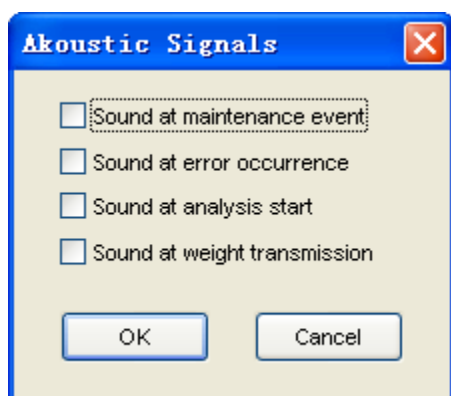 Akoustic Signals
Sound at maintenance event
Sound at error occurrence
Sound at analysis start
Sound at weight transmission
OK
Cancel